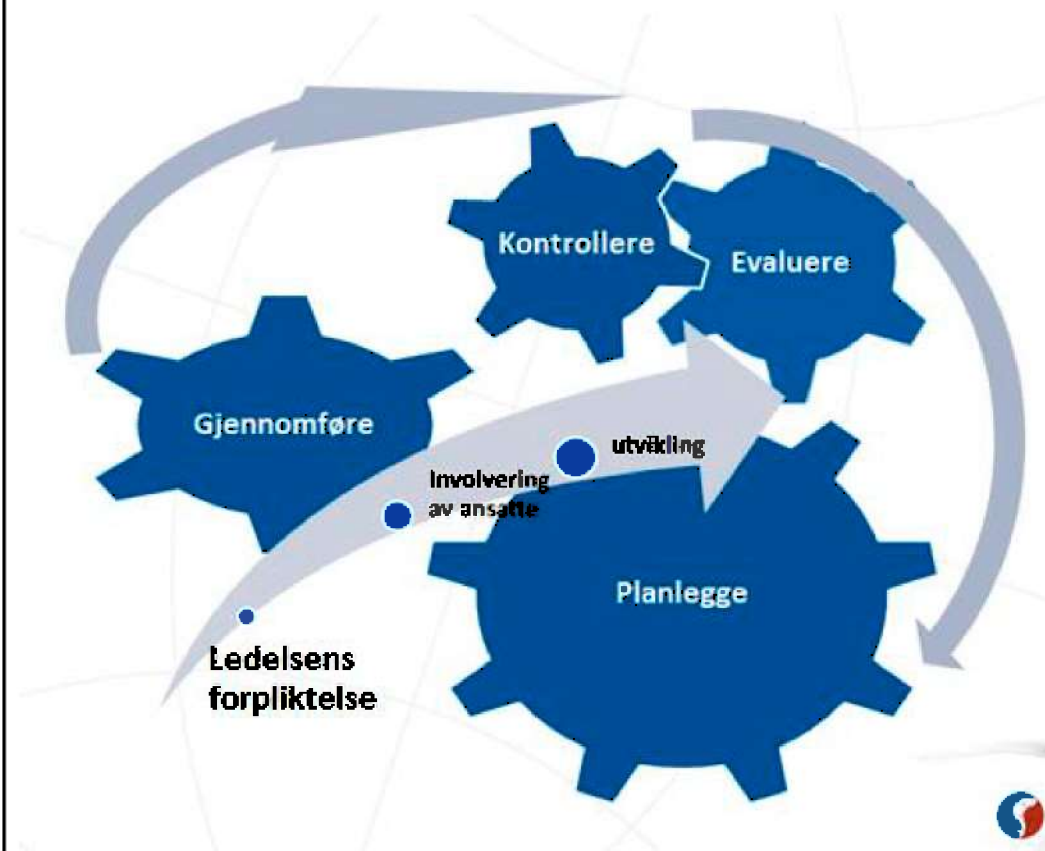 Kontrollere
Evaluere
Gjennomføre
utvikling
Involvering
av ansatte
Planlegge
Ledelsens
forpliktelse